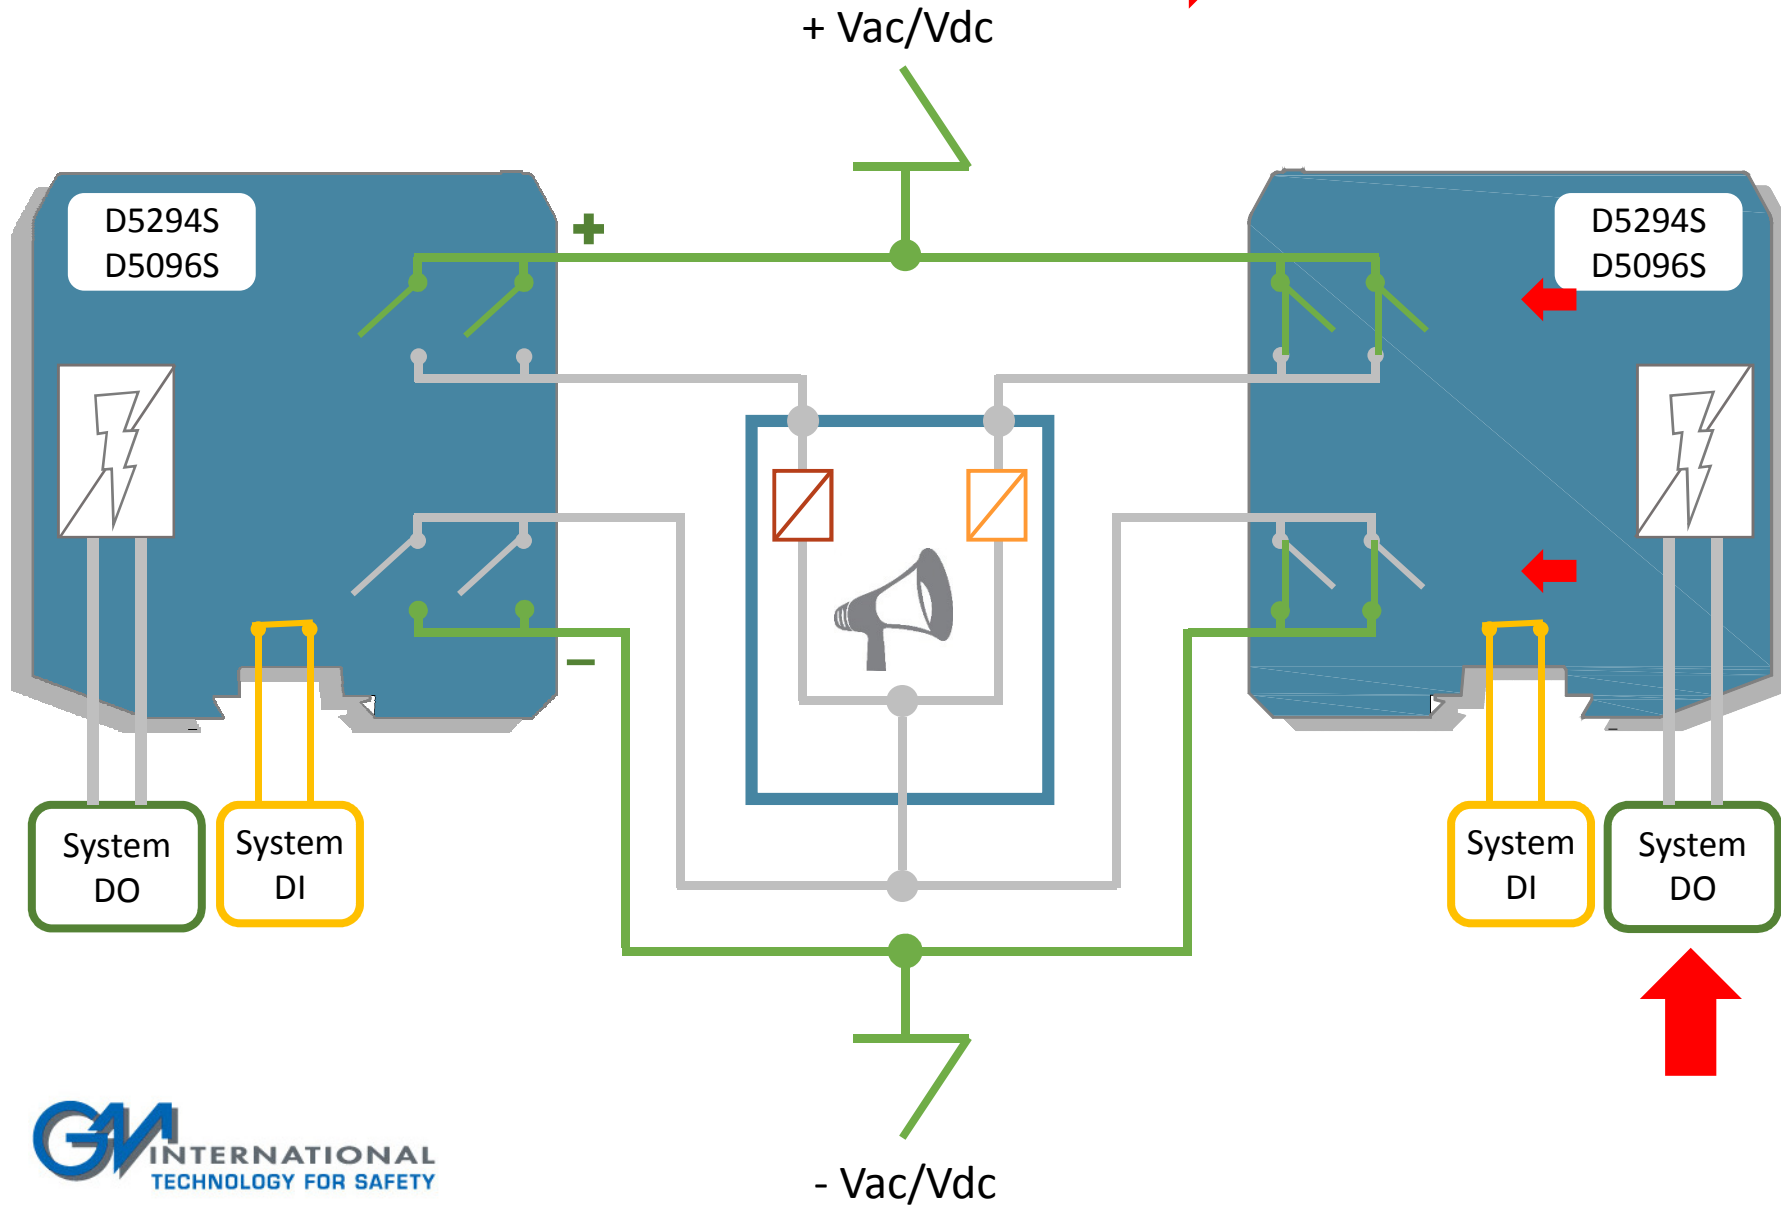 + Vac/Vdc
D5294S
D5096S
+
D5294S
D5096S
–
System
DO
System
DI
System
DI
System
DO
GM
INTERNATIONAL
TECHNOLOGY FOR SAFETY
- Vac/Vdc